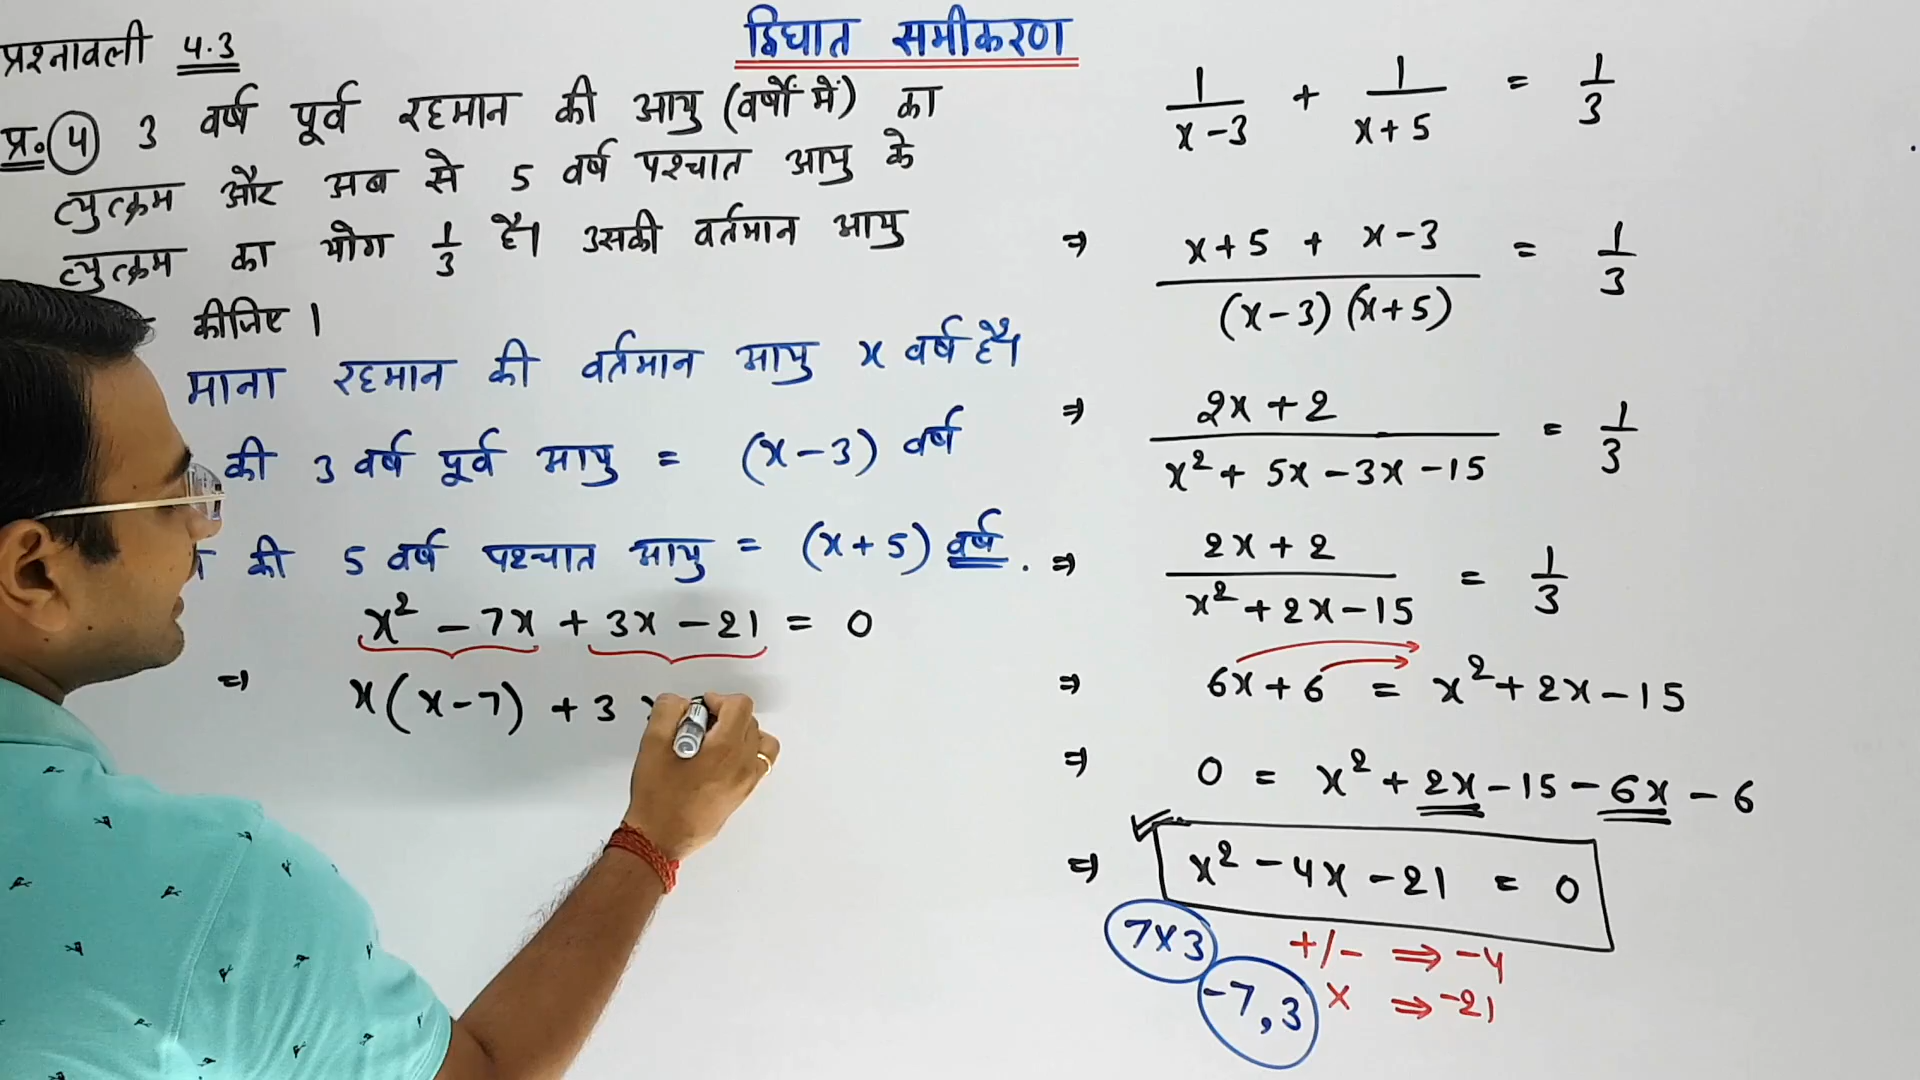 द्विघात समीकरण
प्रश्नावली 4.3
प्र. 4 3 वर्ष पूर्व रहमान की आयु (वर्षों में) का
व्युत्क्रम और अब से 5 वर्ष पश्चात आयु के
व्युत्क्रम का योग 1/3 है। उसकी वर्तमान आयु
कीजिए।
माना रहमान की वर्तमान आयु x वर्ष है।
की 3 वर्ष पूर्व आयु = (x-3) वर्ष
की 5 वर्ष पश्चात आयु = (x+5) वर्ष.
x² - 7x + 3x - 21 = 0
⇒ x(x-7) + 3
1/(x-3) + 1/(x+5) = 1/3
⇒ (x+5 + x-3)/((x-3)(x+5)) = 1/3
⇒ (2x+2)/(x²+5x-3x-15) = 1/3
⇒ (2x+2)/(x²+2x-15) = 1/3
⇒ 6x+6 = x²+2x-15
⇒ 0 = x²+2x-15-6x-6
⇒ x²-4x-21 = 0
7x3 +/- ⇒ -4
-7,3 x ⇒ -21